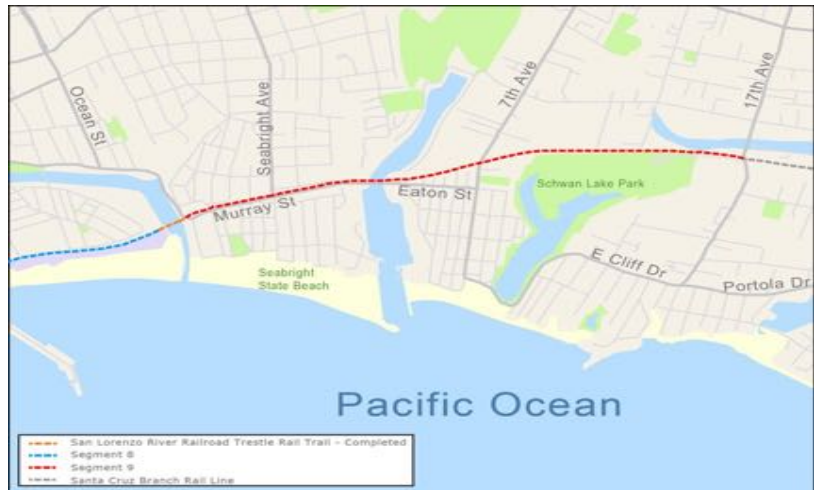 Ocean St
Seabright Ave
7th Ave
17th Ave
Murray St
Eaton St
Schwan Lake Park
E Cliff Dr
Portola Dr
Seabright
State Beach
Pacific Ocean
San Lorenzo River Railroad Trestle Rail Trail - Completed
Segment 8
Segment 9
Santa Cruz Branch Rail Line